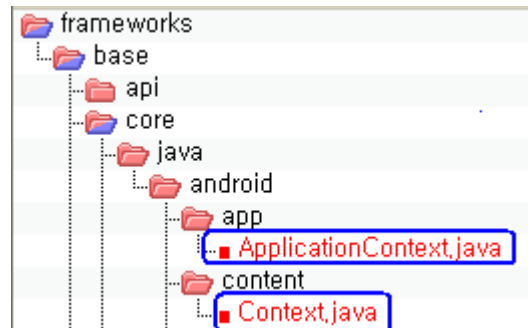 frameworks
base
api
core
java
android
app
ApplicationContext.java
content
Context.java